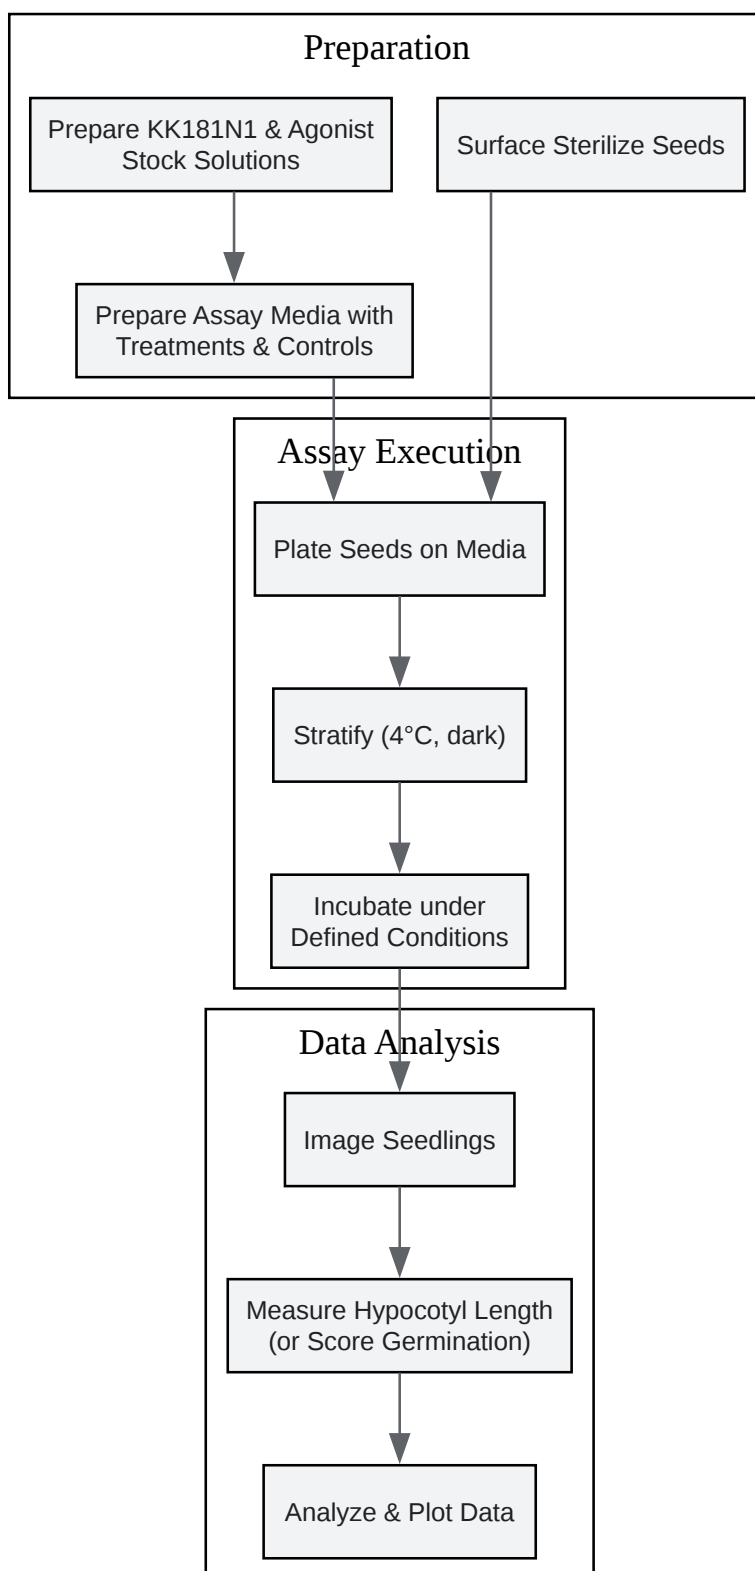 Preparation
Prepare KK181N1 & Agonist
Stock Solutions
Surface Sterilize Seeds
Prepare Assay Media with
Treatments & Controls
Assay Execution
Plate Seeds on Media
Stratify (4°C, dark)
Incubate under
Defined Conditions
Data Analysis
Image Seedlings
Measure Hypocotyl Length
(or Score Germination)
Analyze & Plot Data